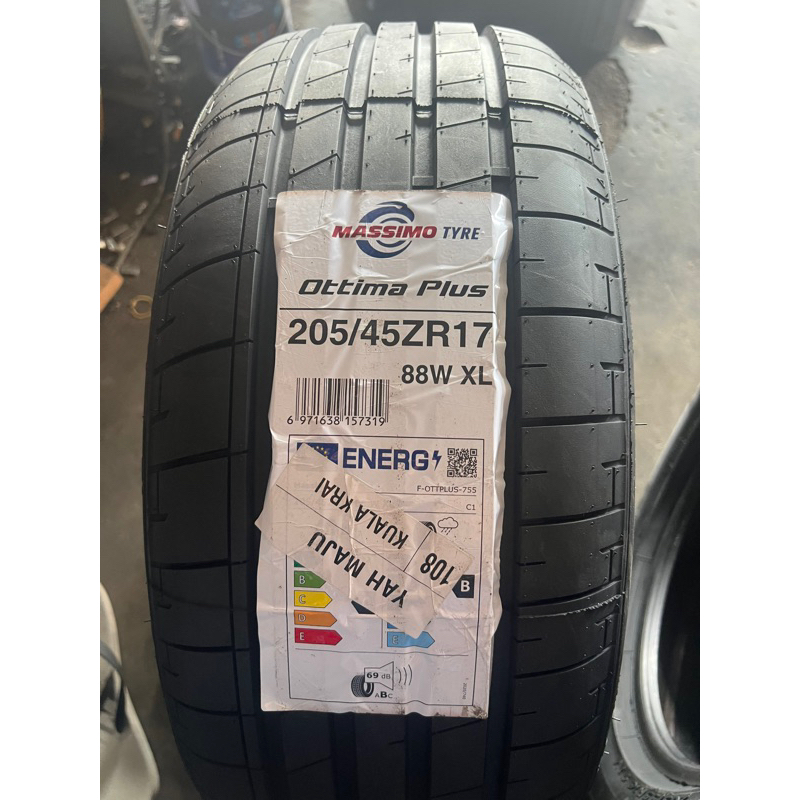 MASSIMO TYRE
Ottima Plus
205/45ZR17
88W XL
6 971638 157319
ENERG
F-OTTPLUS-755
C1
108 KUALA KRAI
YAH MAJU
B
B
C
D
E
E
69 dB
ABC